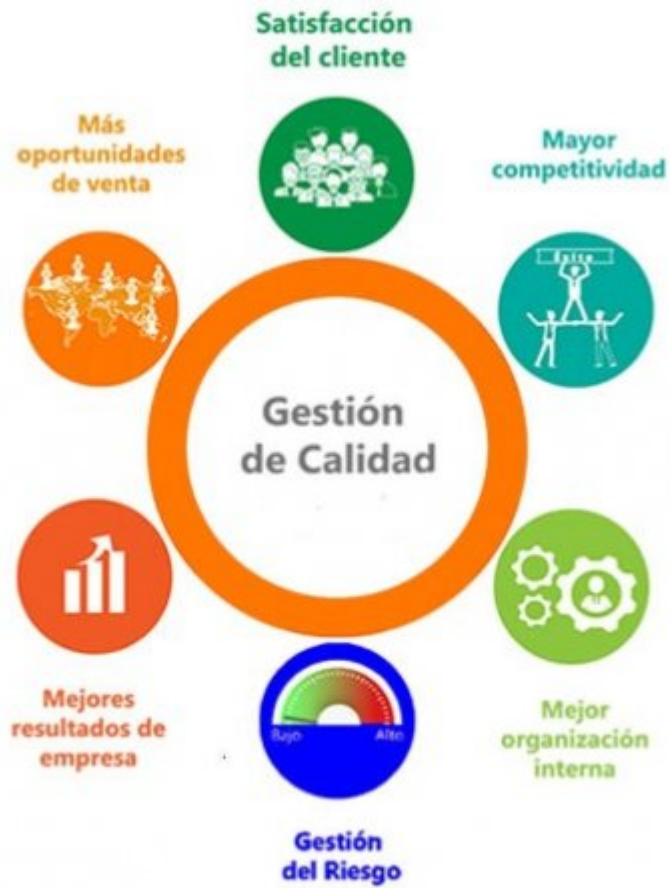 Satisfacción
del cliente
Más
oportunidades
de venta
Mayor
competitividad
Éxito
Gestión
de Calidad
Bajo
Alto
Mejores
resultados de
empresa
Mejor
organización
interna
Gestión
del Riesgo